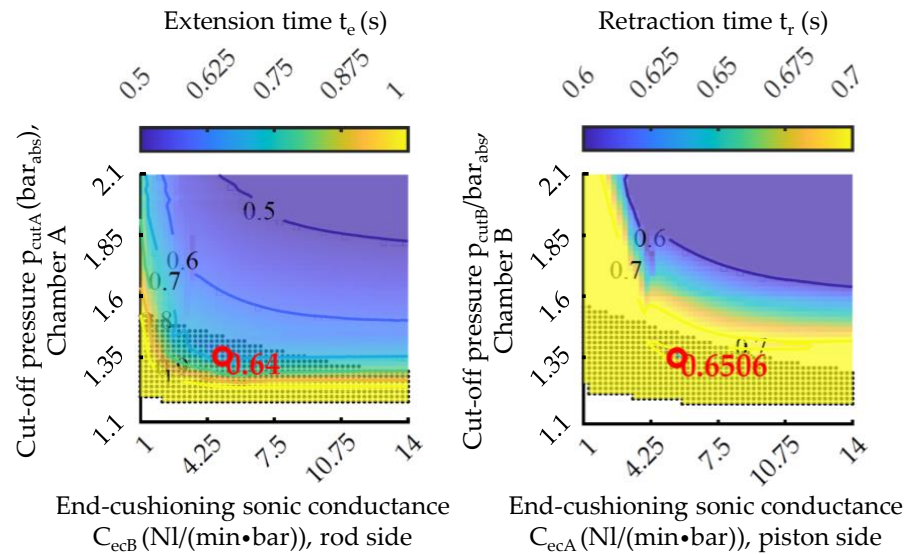 Extension time tₑ (s)
0.5 0.625 0.75 0.875 1
Cut-off pressure p_cutA (bar_abs),
Chamber A
2.1
1.85
1.6
1.35
1.1
0.5
0.6
0.7
0.64
1 4.25 7.5 10.75 14
End-cushioning sonic conductance
C_ecB (Nl/(min•bar)), rod side
Retraction time t_r (s)
0.6 0.625 0.65 0.675 0.7
Cut-off pressure p_cutB/bar_abs,
Chamber B
2.1
1.85
1.6
1.35
1.1
0.6
0.7
0.7
0.6506
1 4.25 7.5 10.75 14
End-cushioning sonic conductance
C_ecA (Nl/(min•bar)), piston side